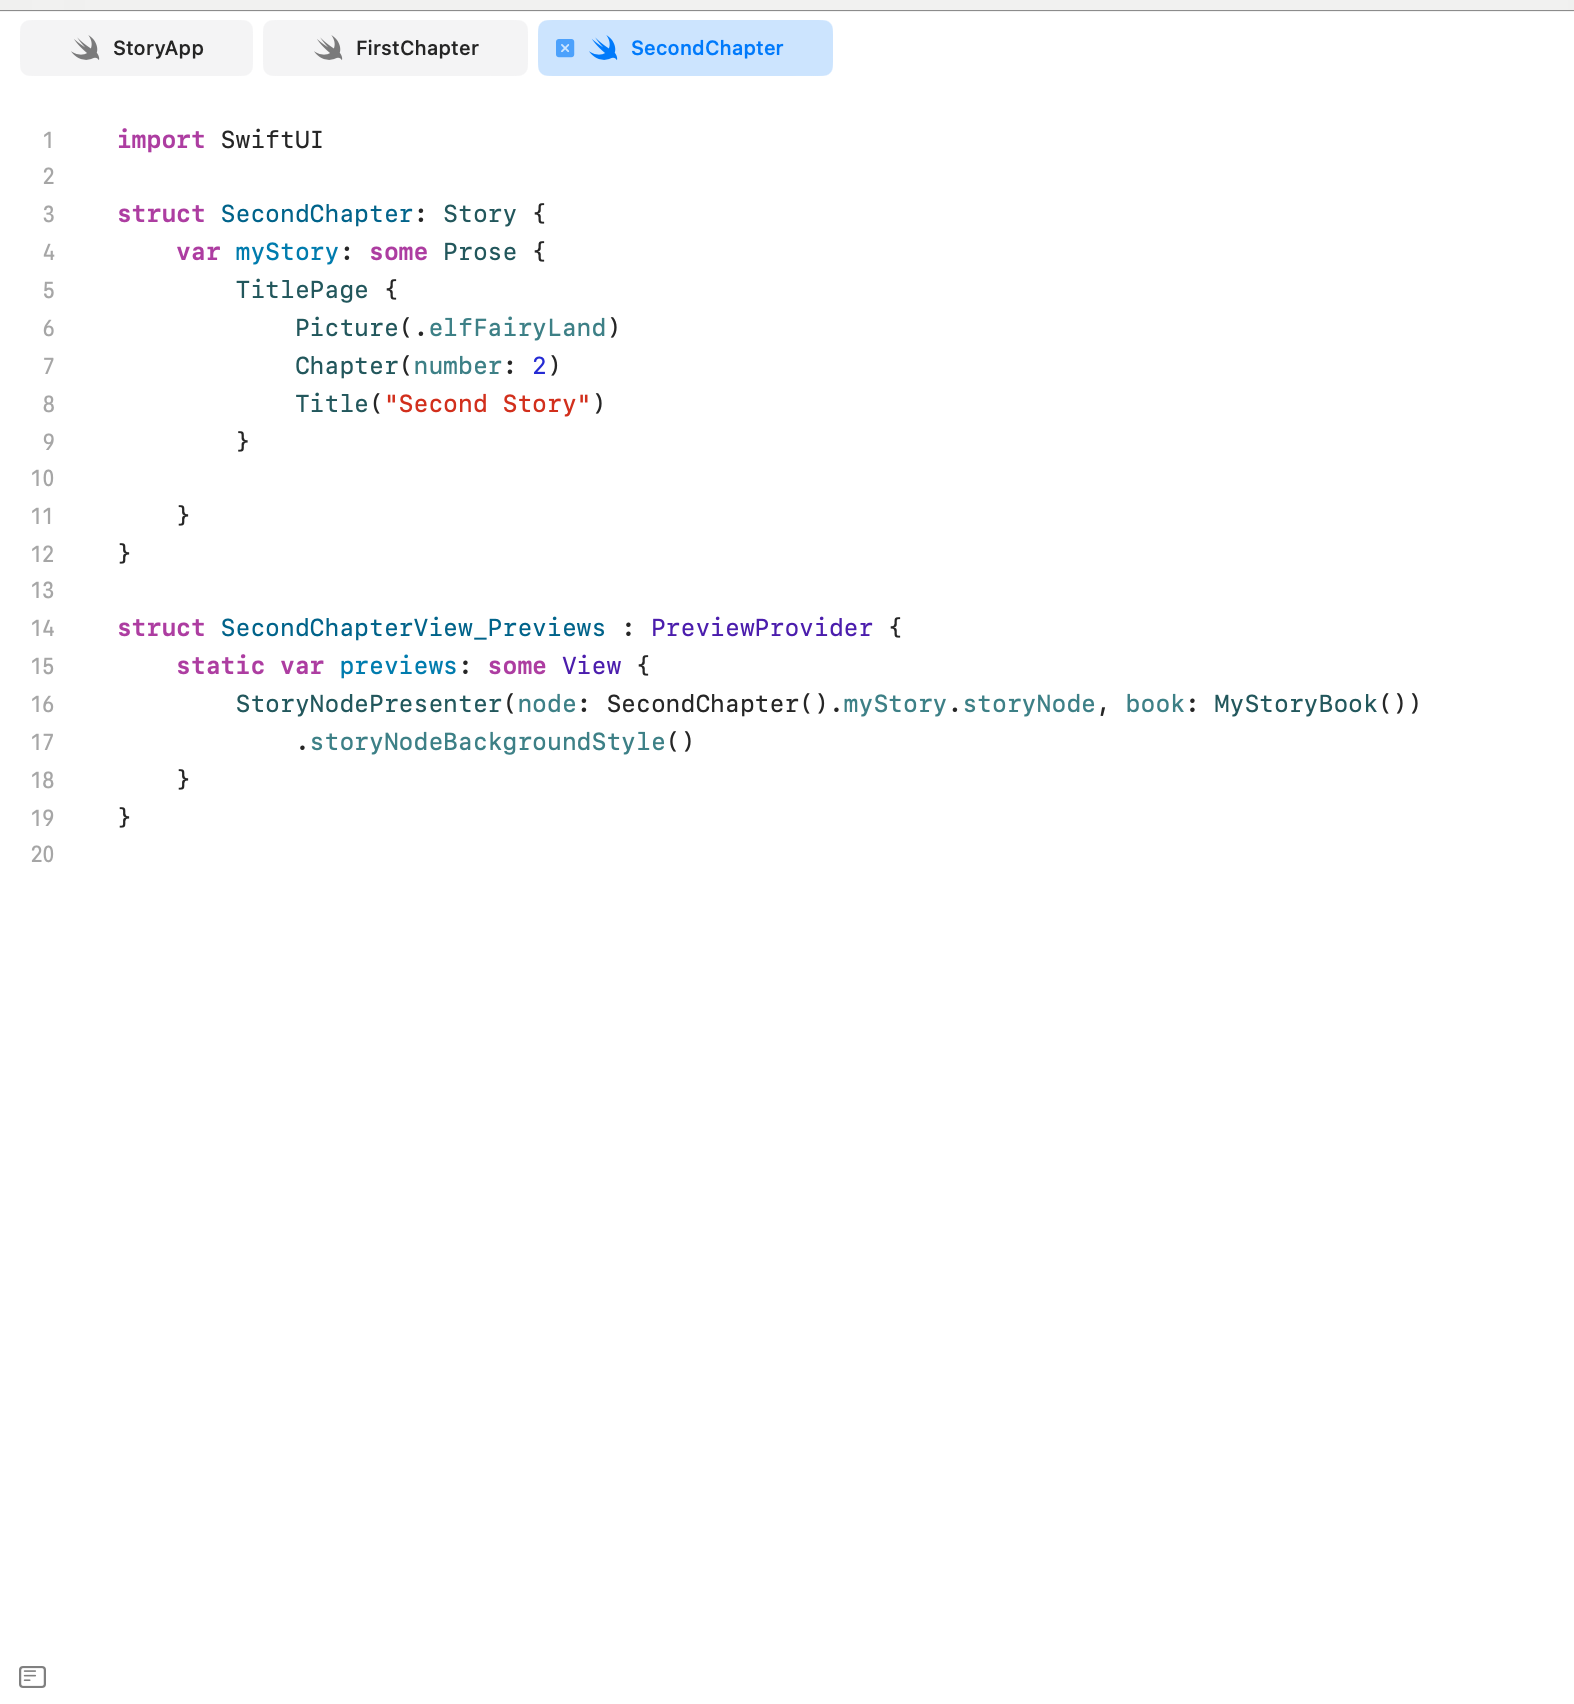 StoryApp FirstChapter SecondChapter
1 import SwiftUI
2
3 struct SecondChapter: Story {
4     var myStory: some Prose {
5         TitlePage {
6             Picture(.elfFairyLand)
7             Chapter(number: 2)
8             Title("Second Story")
9         }
10
11     }
12 }
13
14 struct SecondChapterView_Previews : PreviewProvider {
15     static var previews: some View {
16         StoryNodePresenter(node: SecondChapter().myStory.storyNode, book: MyStoryBook())
17             .storyNodeBackgroundStyle()
18     }
19 }
20